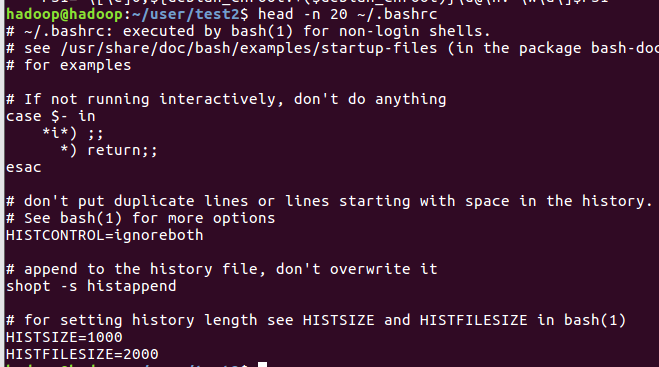 hadoop@hadoop:~/user/test2$ head -n 20 ~/.bashrc
# ~/.bashrc: executed by bash(1) for non-login shells.
# see /usr/share/doc/bash/examples/startup-files (in the package bash-doc
# for examples

# If not running interactively, don't do anything
case $- in
    *i*) ;;
      *) return;;
esac

# don't put duplicate lines or lines starting with space in the history.
# See bash(1) for more options
HISTCONTROL=ignoreboth

# append to the history file, don't overwrite it
shopt -s histappend

# for setting history length see HISTSIZE and HISTFILESIZE in bash(1)
HISTSIZE=1000
HISTFILESIZE=2000
hadoop@hadoop:~/user/test2$